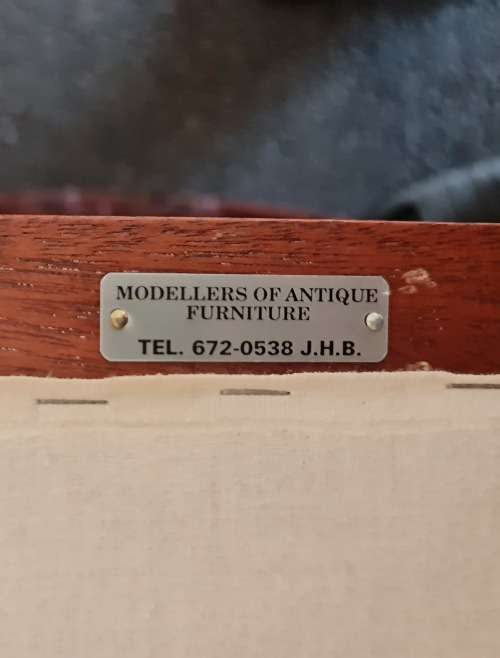 MODELLERS OF ANTIQUE
FURNITURE
TEL. 672-0538 J.H.B.